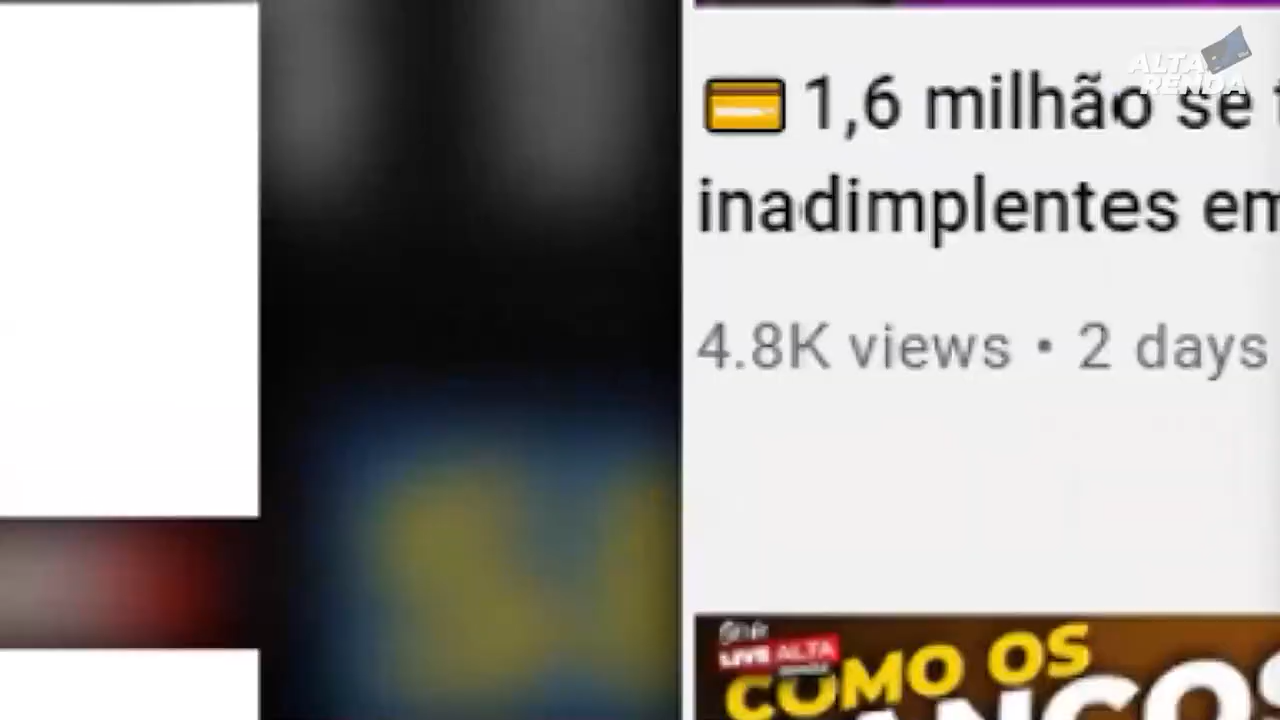 ALTA
RENDA
💳 1,6 milhão se
inadimplentes em
4.8K views • 2 days
LIVE ALTA
COMO OS